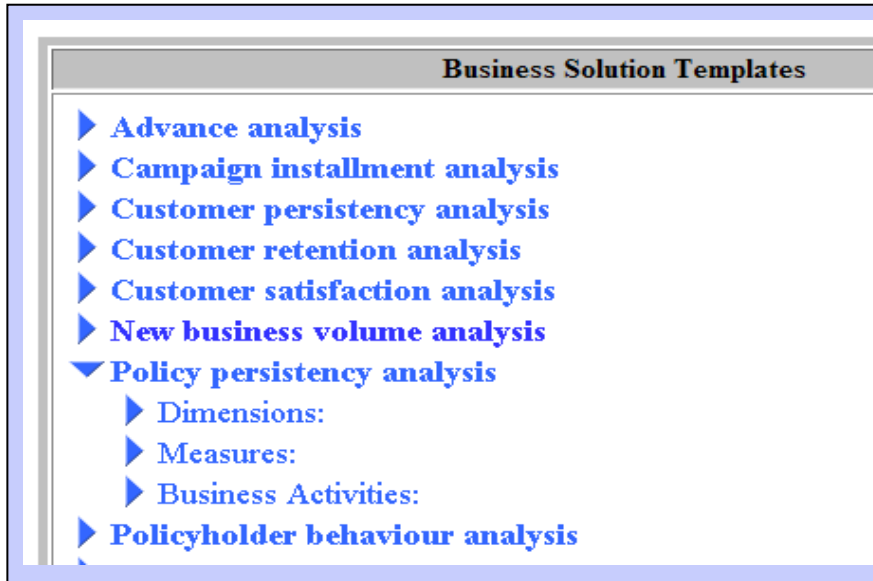 Business Solution Templates
Advance analysis
Campaign installment analysis
Customer persistency analysis
Customer retention analysis
Customer satisfaction analysis
New business volume analysis
Policy persistency analysis
Dimensions:
Measures:
Business Activities:
Policyholder behaviour analysis